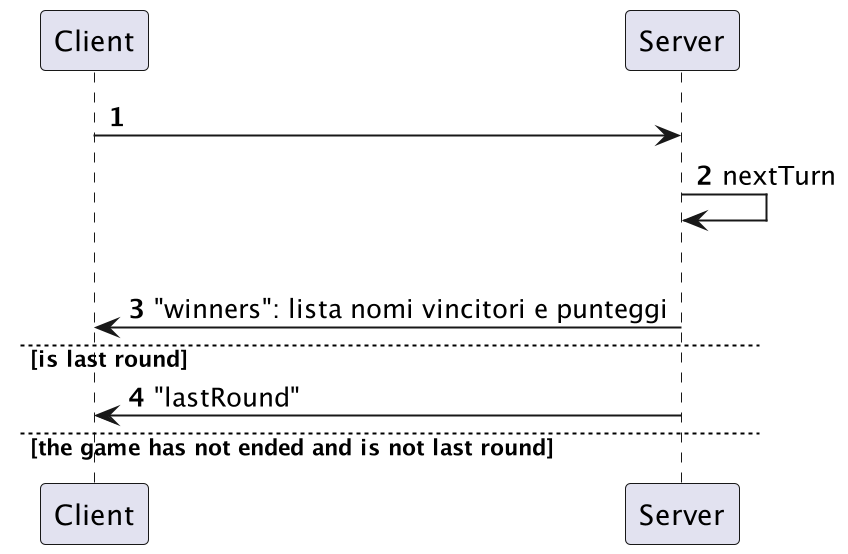 Client Server
1
2 nextTurn
3 "winners": lista nomi vincitori e punteggi
[is last round]
4 "lastRound"
[the game has not ended and is not last round]
Client Server